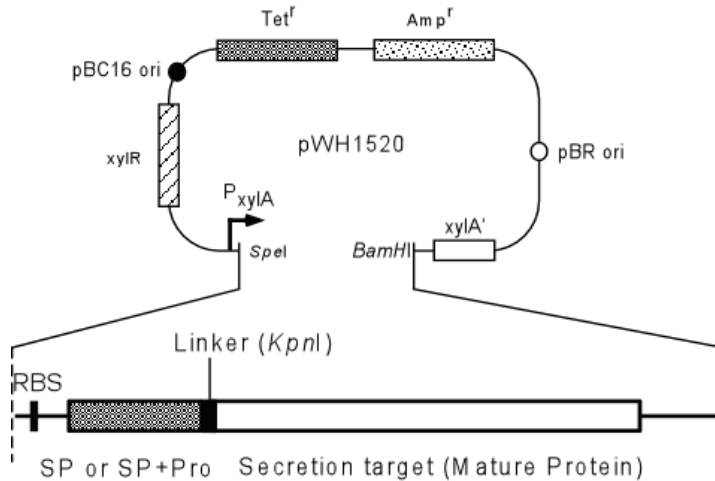 Tet^r
Amp^r
pBC16 ori
pWH1520
xylR
pBR ori
P_xylA
xylA'
SpeI
BamHI
Linker (KpnI)
RBS
SP or SP+Pro
Secretion target (Mature Protein)